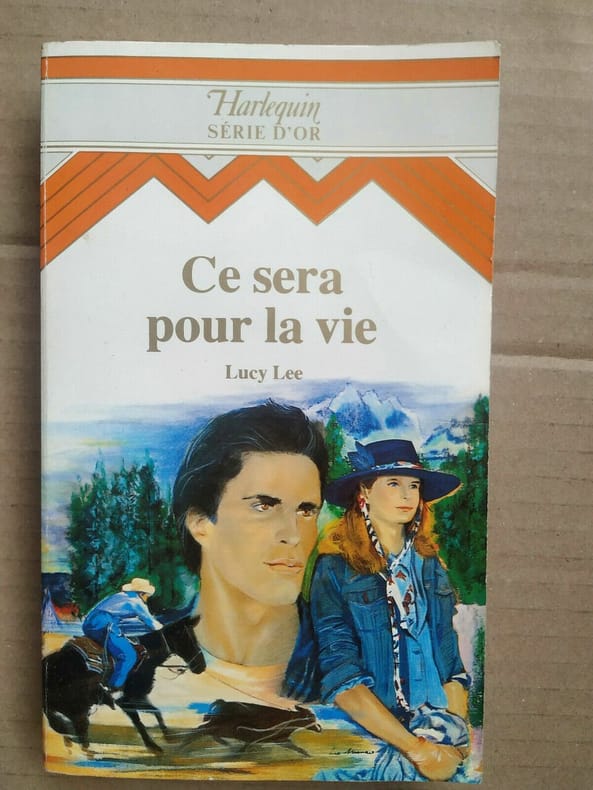 Harlequin
SÉRIE D'OR
Ce sera
pour la vie
Lucy Lee